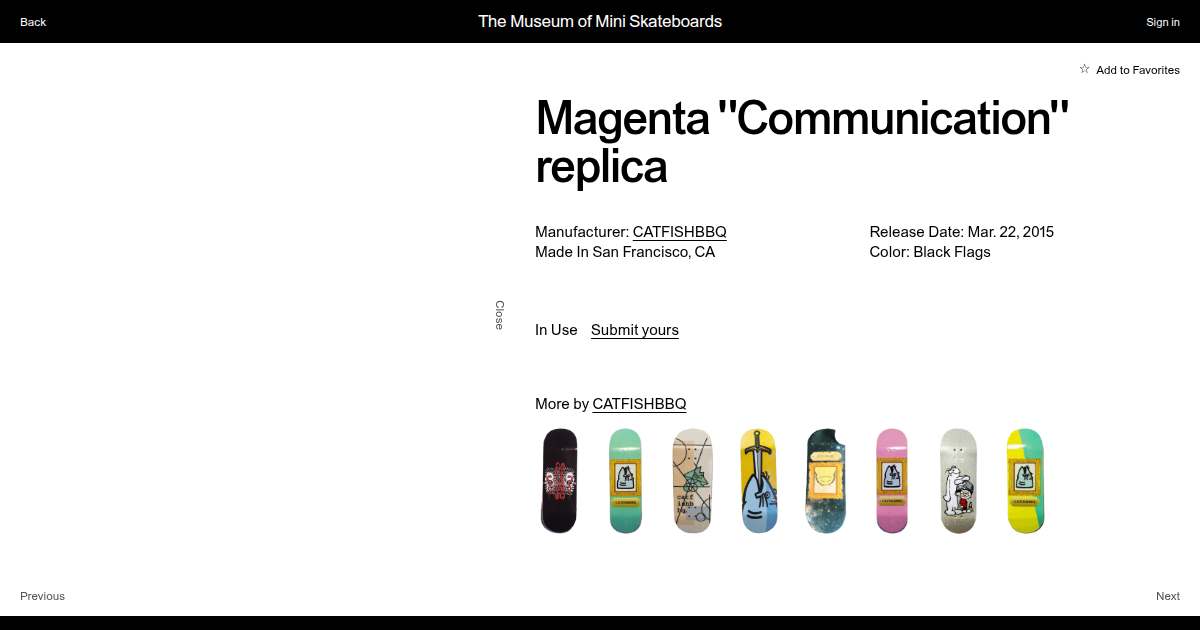 Back
The Museum of Mini Skateboards
Sign in
☆ Add to Favorites
Magenta "Communication"
replica
Manufacturer: CATFISHBBQ
Made In San Francisco, CA
Release Date: Mar. 22, 2015
Color: Black Flags
Close
In Use Submit yours
More by CATFISHBBQ
Previous
Next